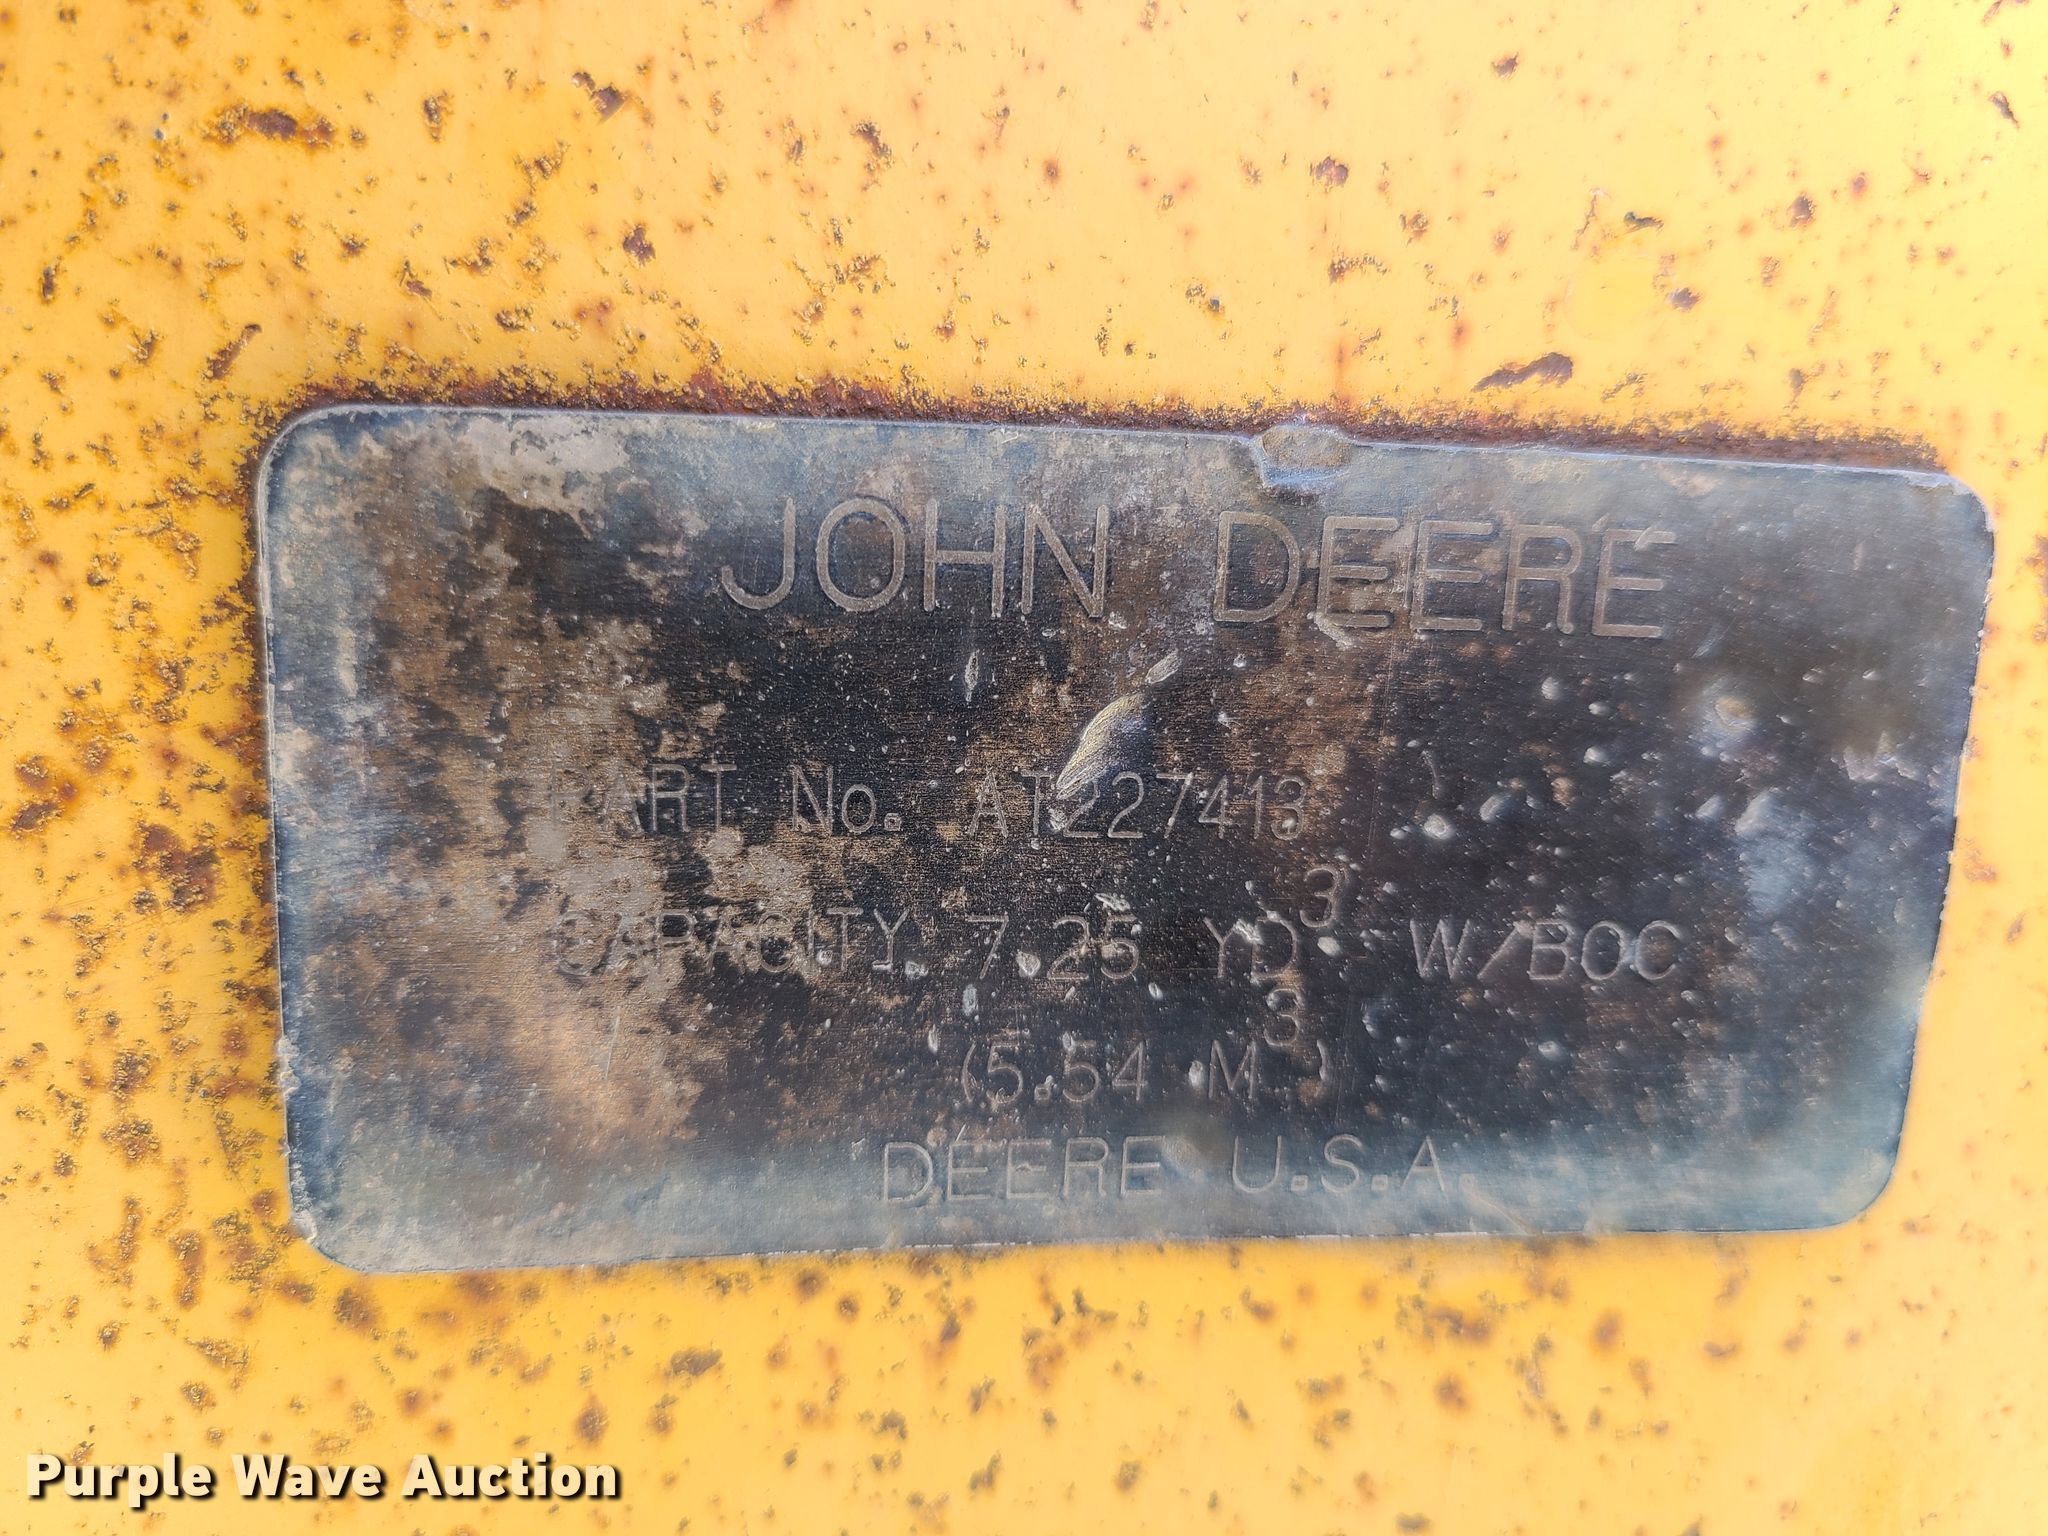 JOHN DEERE
PART No. AT227413
CAPACITY 7.25 YD³ W/BOC
(5.54 M³)
DEERE U.S.A.
Purple Wave Auction